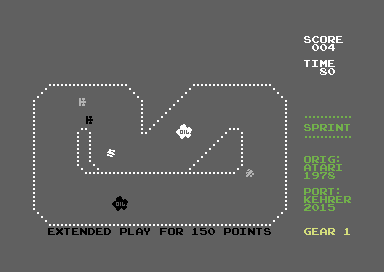 SCORE
004
TIME
80
OIL
SPRINT
ORIG:
ATARI
1978
PORT:
KEHRER
2015
OIL
EXTENDED PLAY FOR 150 POINTS
GEAR 1